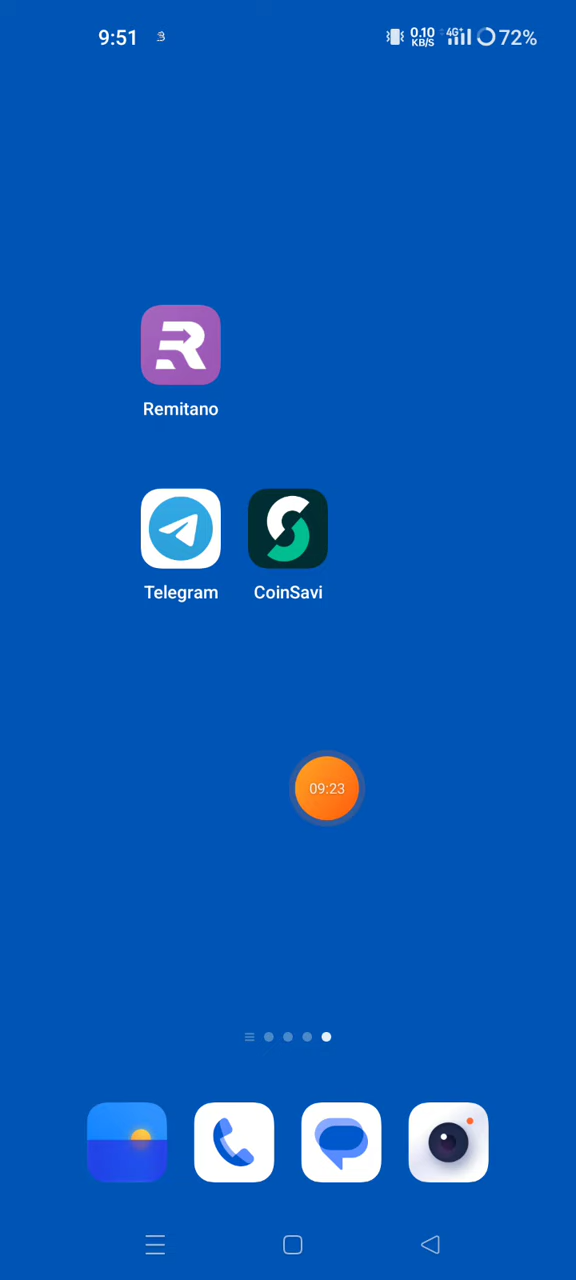 9:51
0.10
KB/S
4G+
72%
Remitano
Telegram
CoinSavi
09:23